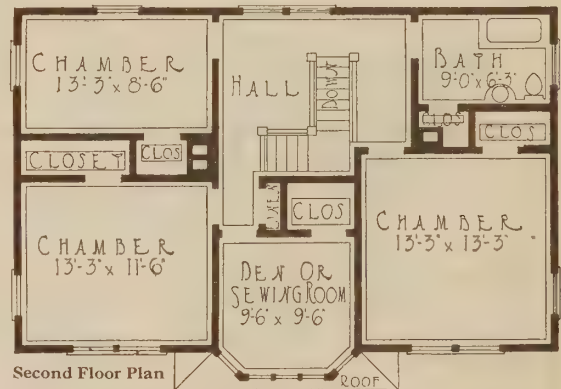 CHAMBER
13'-3" x 8'-6"
HALL
DOWN
BATH
9'-0" x 6'-3"
CLOS
CLOS
CLOSET
CLOS
CHAMBER
13'-3" x 11'-6"
LINEN
CLOS
CHAMBER
13'-3" x 13'-3"
DEN OR
SEWING ROOM
9'-6" x 9'-6"
Second Floor Plan
ROOF